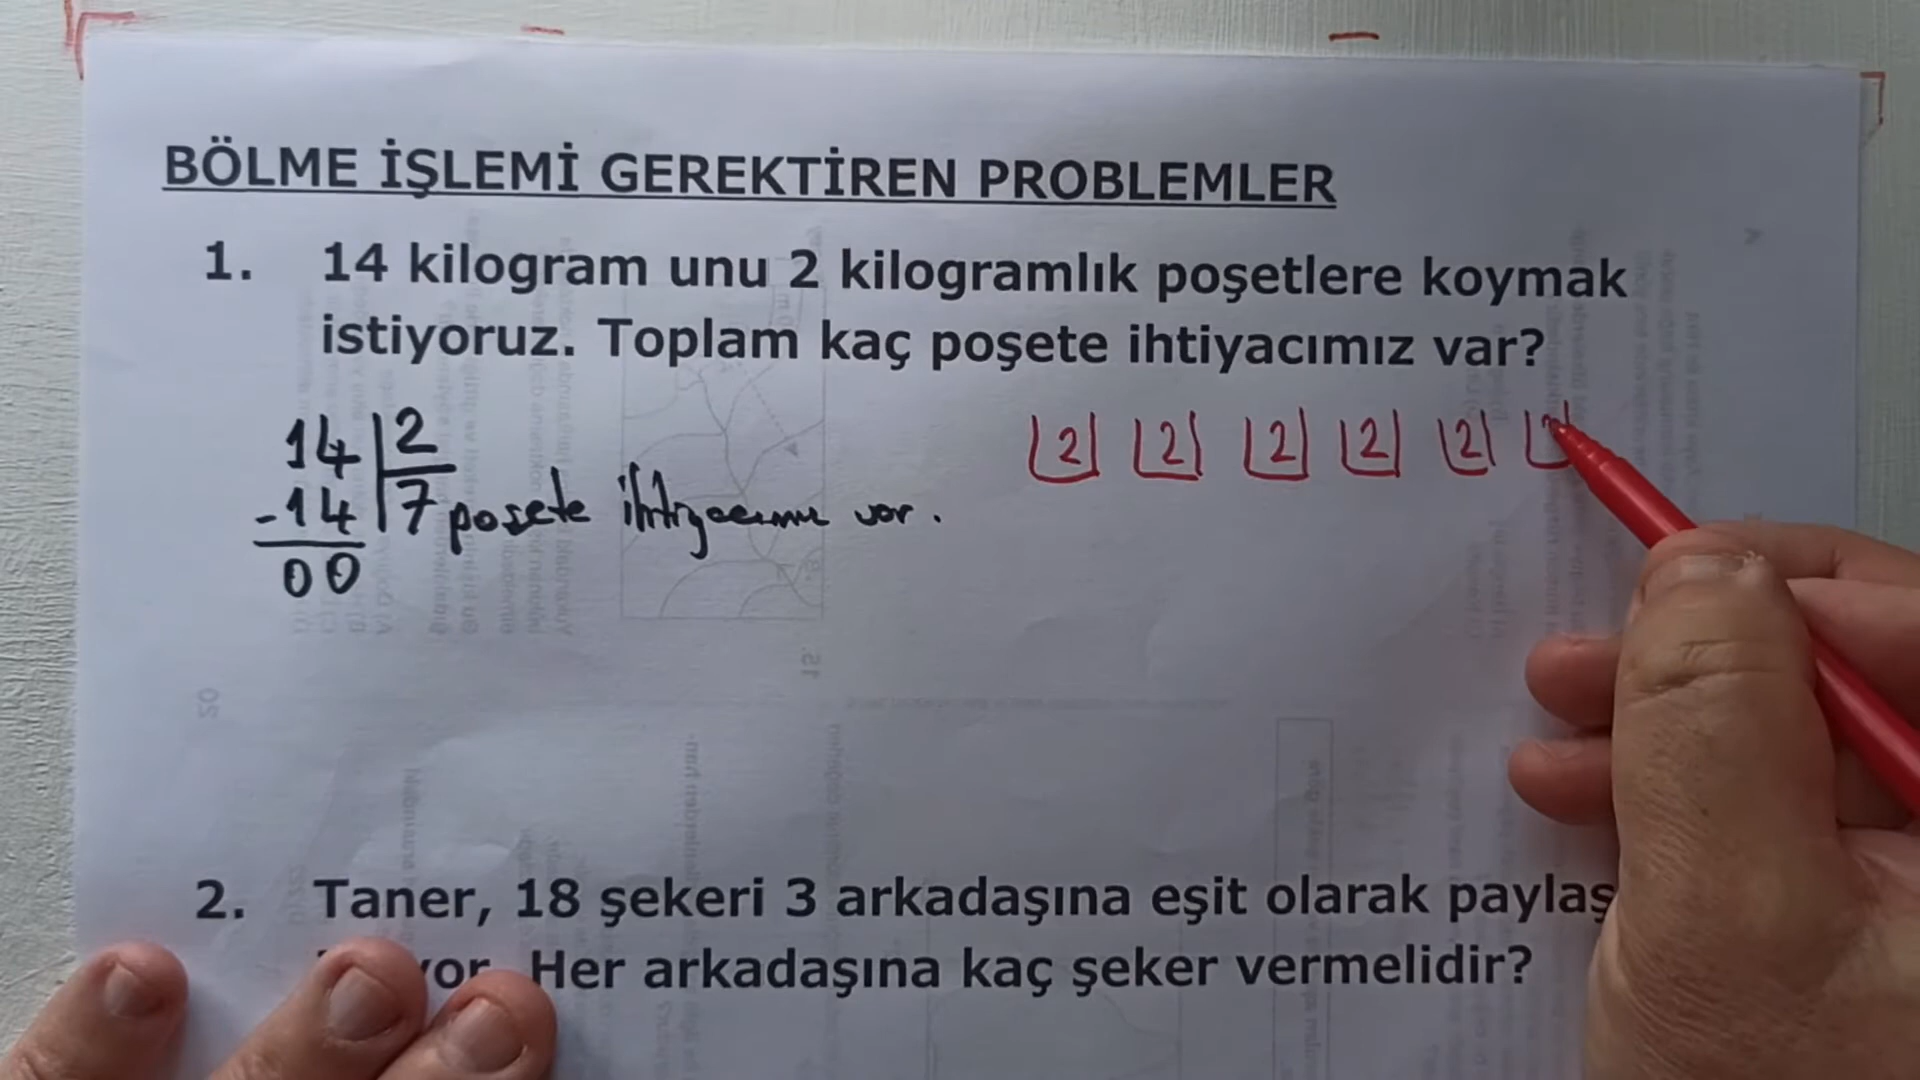 BÖLME İŞLEMİ GEREKTİREN PROBLEMLER
1. 14 kilogram unu 2 kilogramlık poşetlere koymak
istiyoruz. Toplam kaç poşete ihtiyacımız var?
14 2
-14 7 poşete ihtiyacımız var.
00
2 2 2 2 2
2. Taner, 18 şekeri 3 arkadaşına eşit olarak paylaş
Her arkadaşına kaç şeker vermelidir?
20
18.